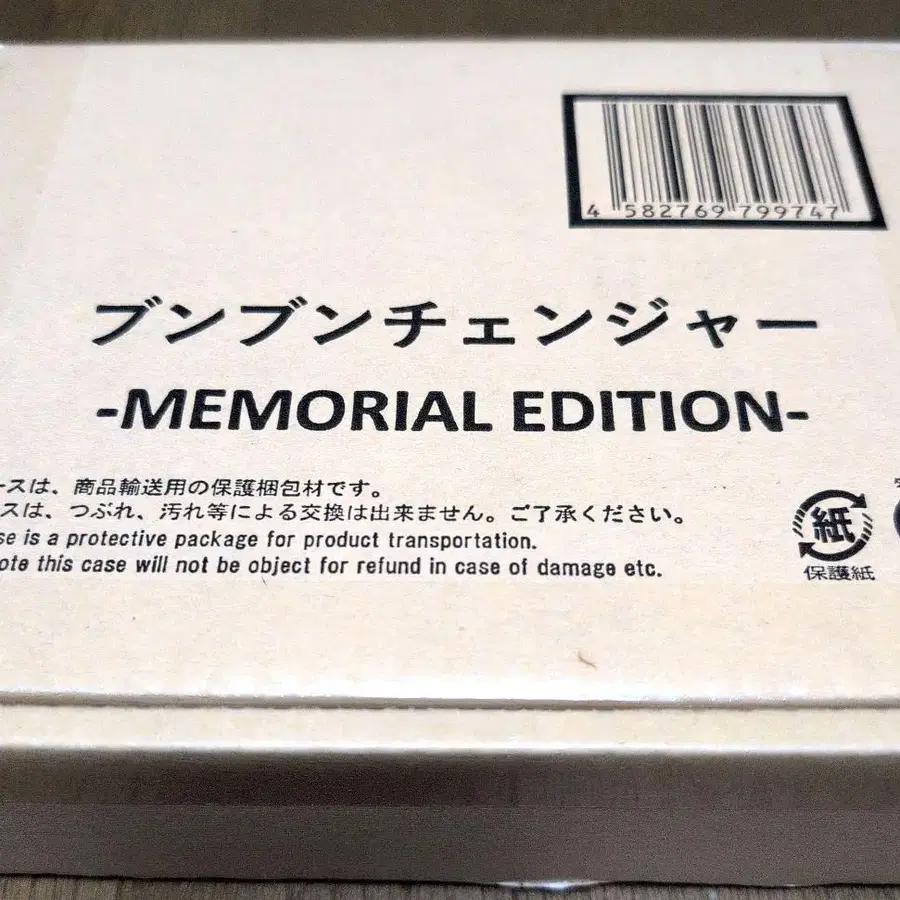 4 582769 799747
ブンブンチェンジャー
-MEMORIAL EDITION-
ースは、商品輸送用の保護梱包材です。
スは、つぶれ、汚れ等による交換は出来ません。ご了承ください。
se is a protective package for product transportation.
ote this case will not be object for refund in case of damage etc.
紙
保護紙